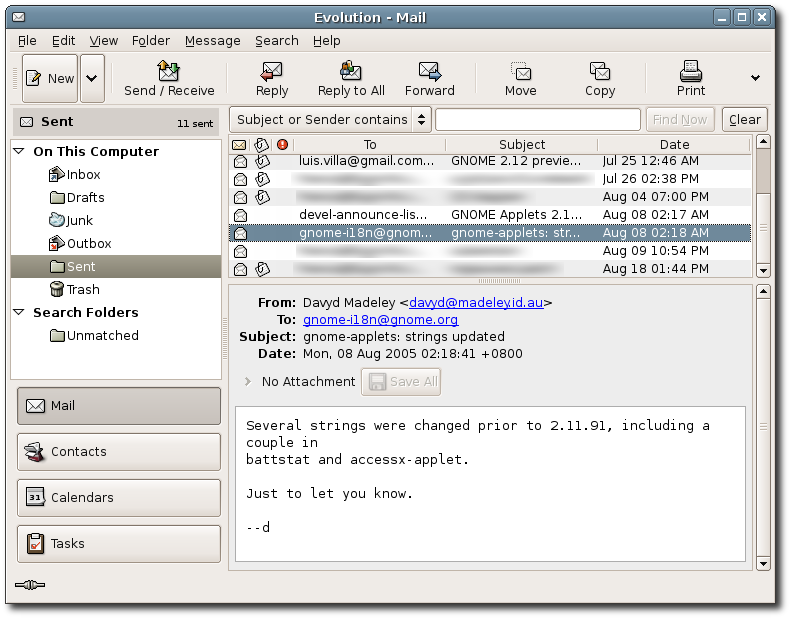 Evolution - Mail
File Edit View Folder Message Search Help
New Send / Receive Reply Reply to All Forward Move Copy Print
Sent 11 sent
Subject or Sender contains Find Now Clear
To Subject Date
luis.villa@gmail.com... GNOME 2.12 previe... Jul 25 12:46 AM
Jul 26 02:38 PM
Aug 04 07:00 PM
devel-announce-lis... GNOME Applets 2.1... Aug 08 02:17 AM
gnome-i18n@gnom... gnome-applets: str... Aug 08 02:18 AM
Aug 09 10:54 PM
Aug 18 01:44 PM
On This Computer
Inbox
Drafts
Junk
Outbox
Sent
Trash
Search Folders
Unmatched
Mail
Contacts
31 Calendars
Tasks
From: Davyd Madeley <davyd@madeley.id.au>
To: gnome-i18n@gnome.org
Subject: gnome-applets: strings updated
Date: Mon, 08 Aug 2005 02:18:41 +0800
No Attachment Save All
Several strings were changed prior to 2.11.91, including a
couple in
battstat and accessx-applet.
Just to let you know.
--d